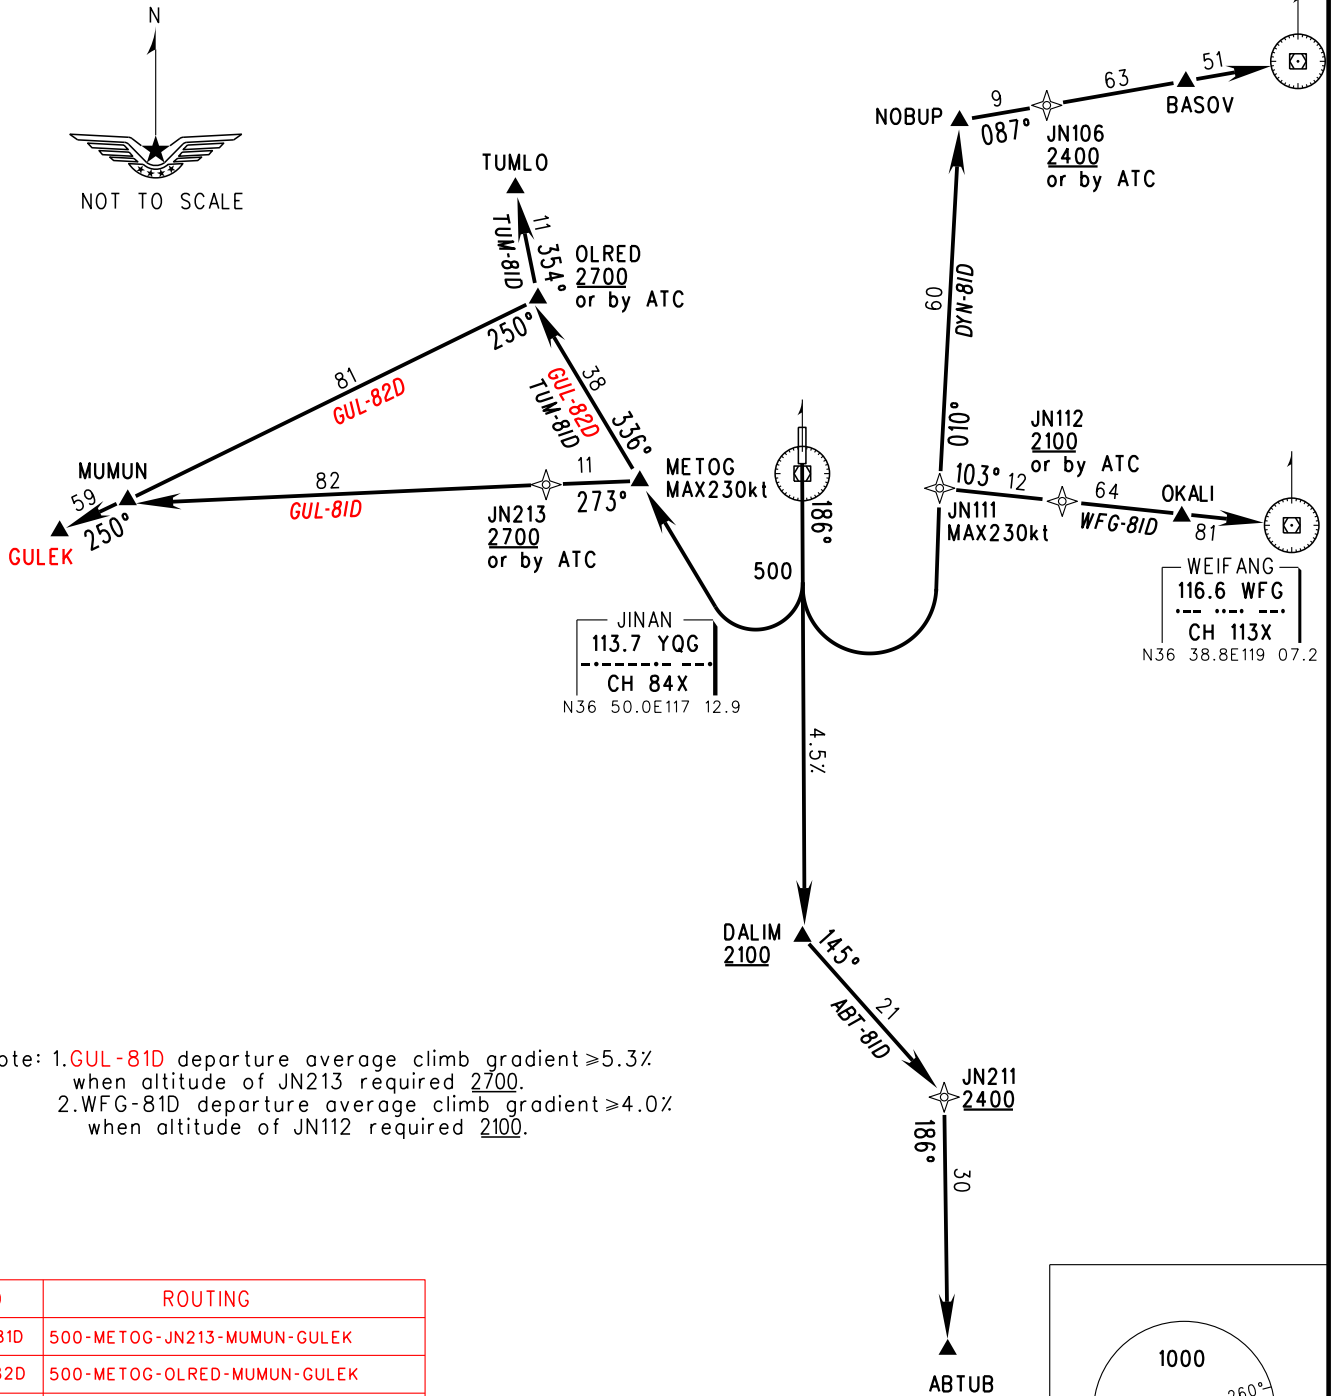 N
NOT TO SCALE
51
63
BASOV
9
NOBUP
087°
JN106
2400
or by ATC
TUMLO
11 354°
TUM-81D
OLRED
2700
or by ATC
250°
60
DYN-81D
81
GUL-82D
38
GUL-82D
TUM-81D
336°
010°
JN112
2100
or by ATC
MUMUN
82
GUL-81D
11
273°
METOG
MAX230kt
103°
12
64
OKALI
WFG-81D
81
JN111
MAX230kt
59
250°
GULEK
JN213
2700
or by ATC
186°
500
WEIFANG
116.6 WFG
CH 113X
N36 38.8E119 07.2
JINAN
113.7 YQG
CH 84X
N36 50.0E117 12.9
4.5%
DALIM
2100
145°
21
ABT-81D
JN211
2400
186°
30
ABTUB
ote: 1.GUL-81D departure average climb gradient≥5.3%
when altitude of JN213 required 2700.
2.WFG-81D departure average climb gradient≥4.0%
when altitude of JN112 required 2100.
ROUTING
81D 500-METOG-JN213-MUMUN-GULEK
82D 500-METOG-OLRED-MUMUN-GULEK
1000
260°